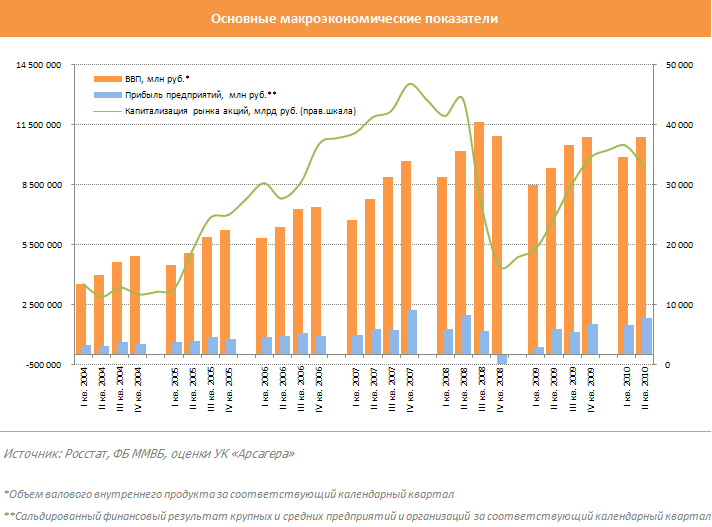 Основные макроэкономические показатели
14 500 000
11 500 000
8 500 000
5 500 000
2 500 000
-500 000
50 000
40 000
30 000
20 000
10 000
0
ВВП, млн руб.*
Прибыль предприятий, млн руб.**
Капитализация рынка акций, млрд руб. (прав.шкала)
I кв. 2004
II кв. 2004
III кв. 2004
IV кв. 2004
I кв. 2005
II кв. 2005
III кв. 2005
IV кв. 2005
I кв. 2006
II кв. 2006
III кв. 2006
IV кв. 2006
I кв. 2007
II кв. 2007
III кв. 2007
IV кв. 2007
I кв. 2008
II кв. 2008
III кв. 2008
IV кв. 2008
I кв. 2009
II кв. 2009
III кв. 2009
IV кв. 2009
I кв. 2010
II кв. 2010
Источник: Росстат, ФБ ММВБ, оценки УК «Арсагера»
*Объем валового внутреннего продукта за соответствующий календарный квартал
**Сальдированный финансовый результат крупных и средних предприятий и организаций за соответствующий календарный квартал